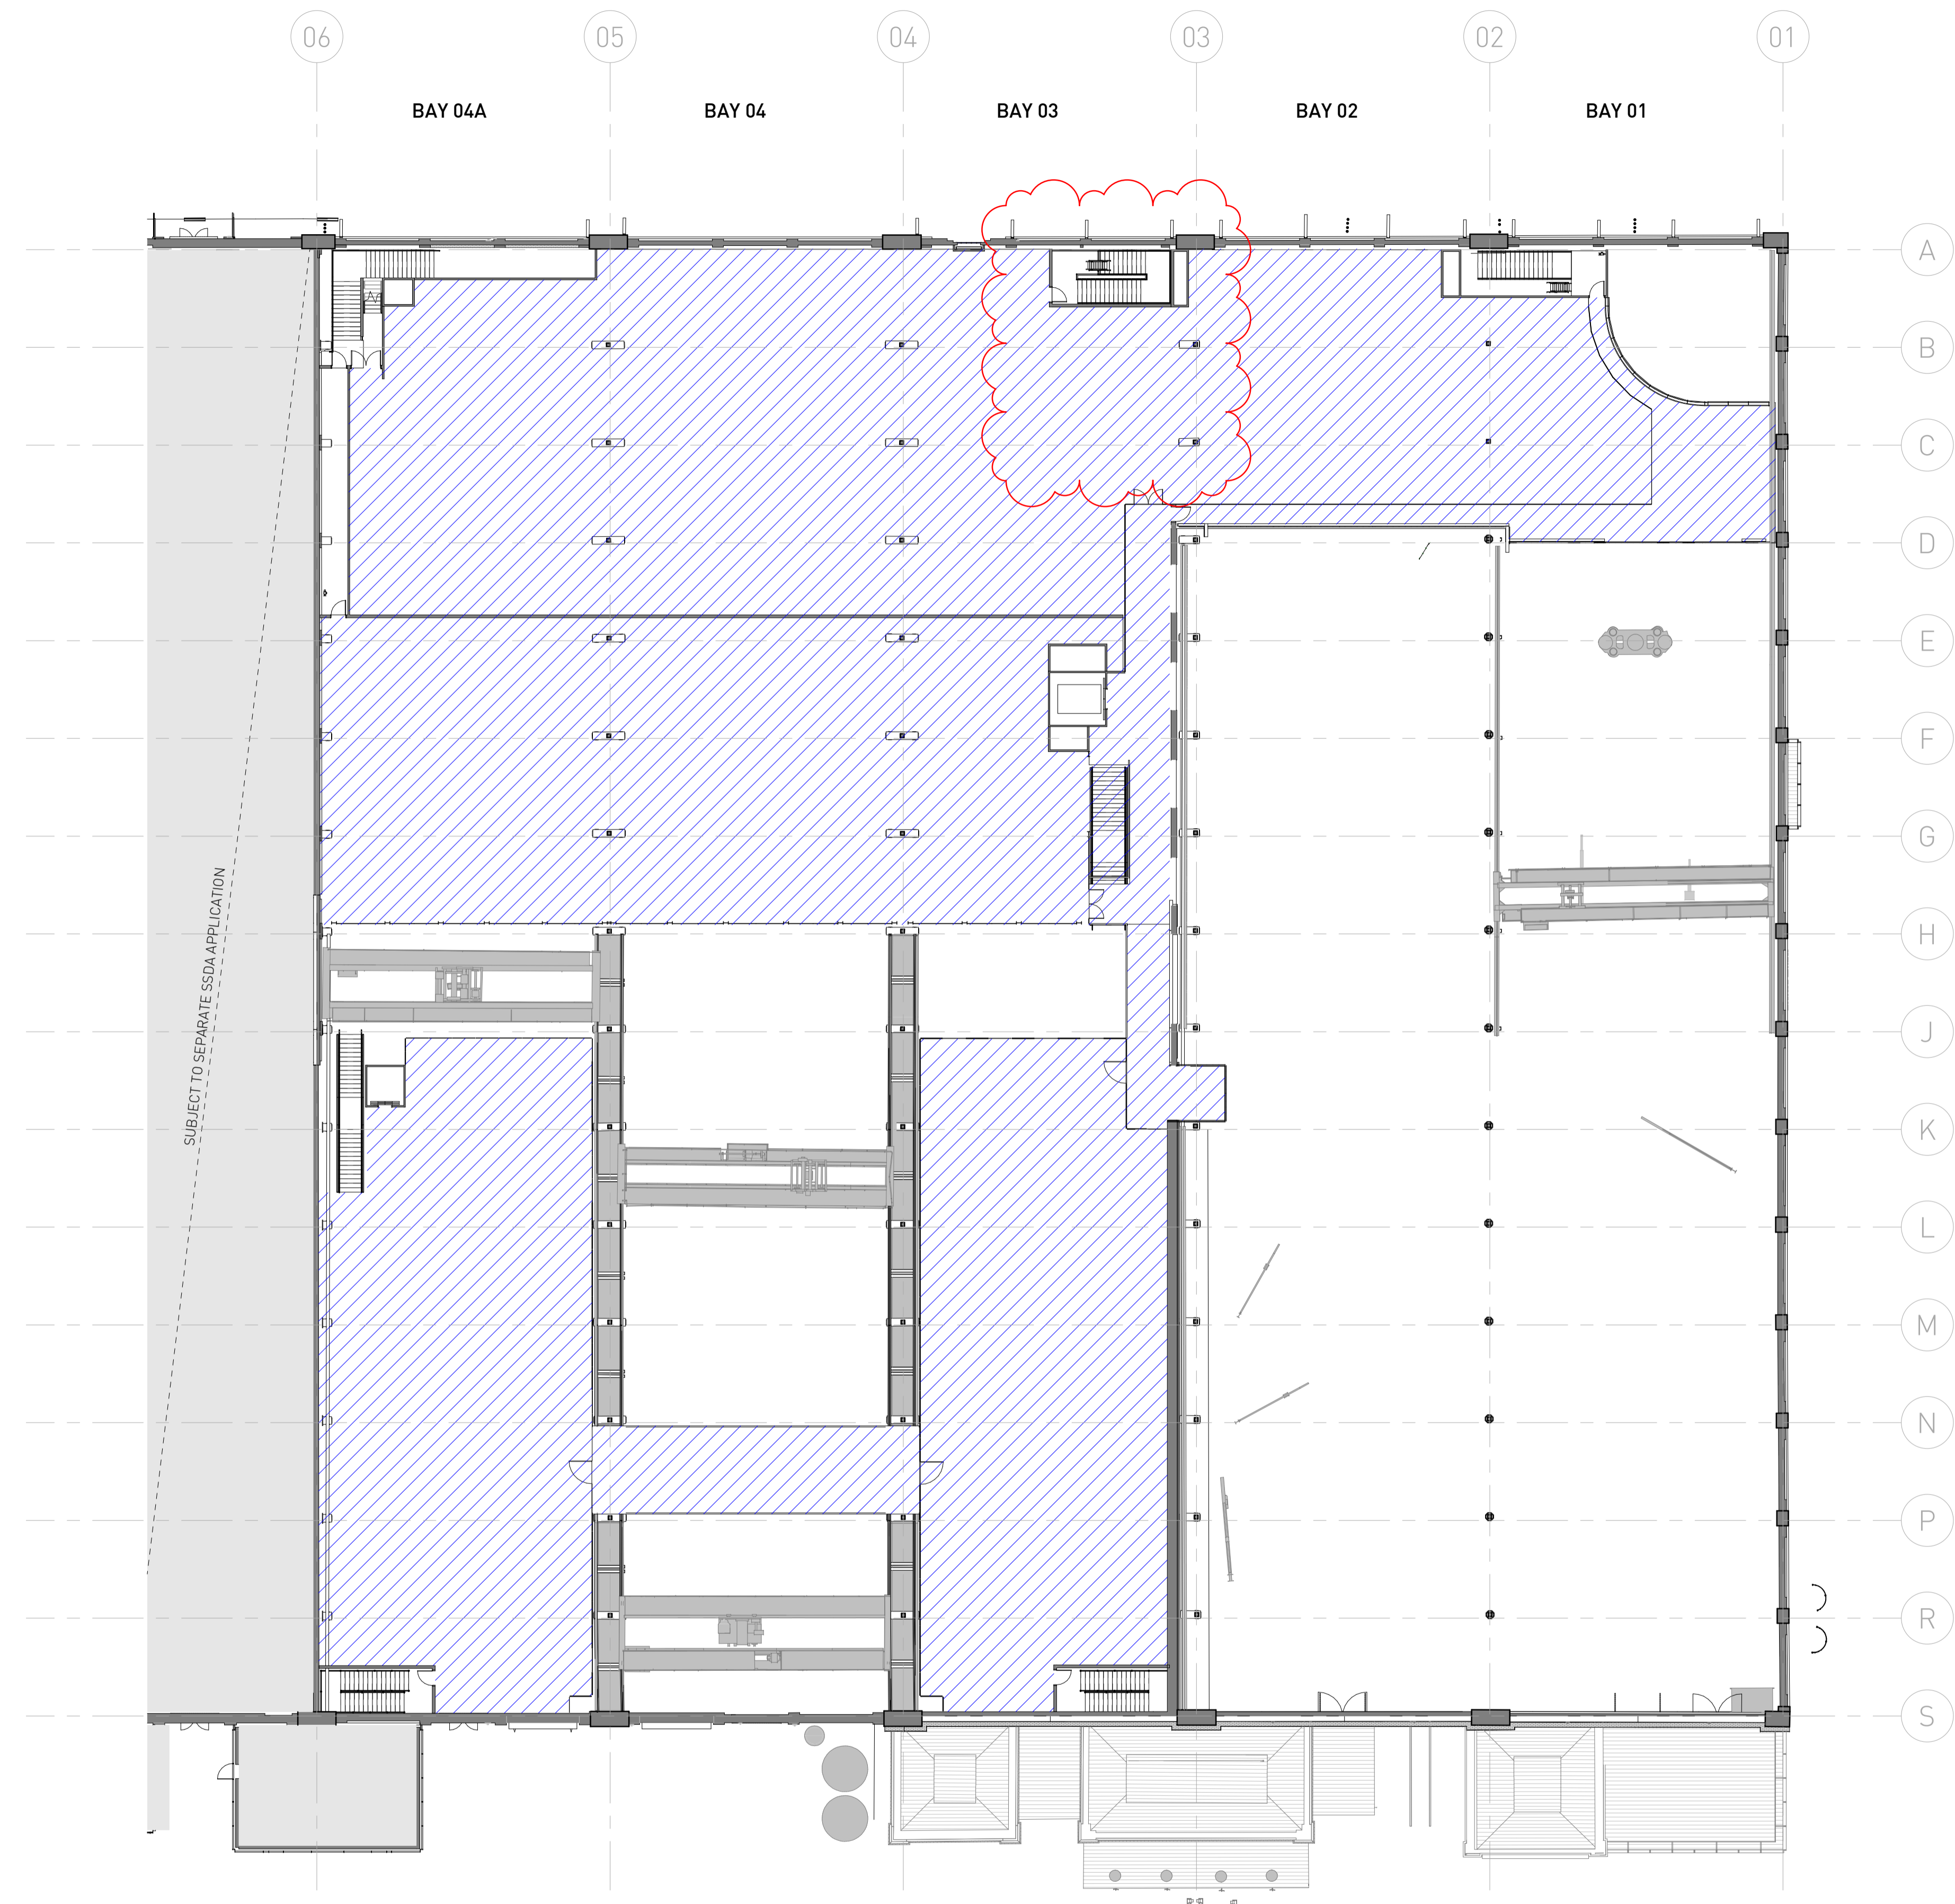 06 05 04 03 02 01
BAY 04A BAY 04 BAY 03 BAY 02 BAY 01
A
B
C
D
E
F
G
SUBJECT TO SEPARATE SSDA APPLICATION
H
J
K
L
M
N
P
R
S